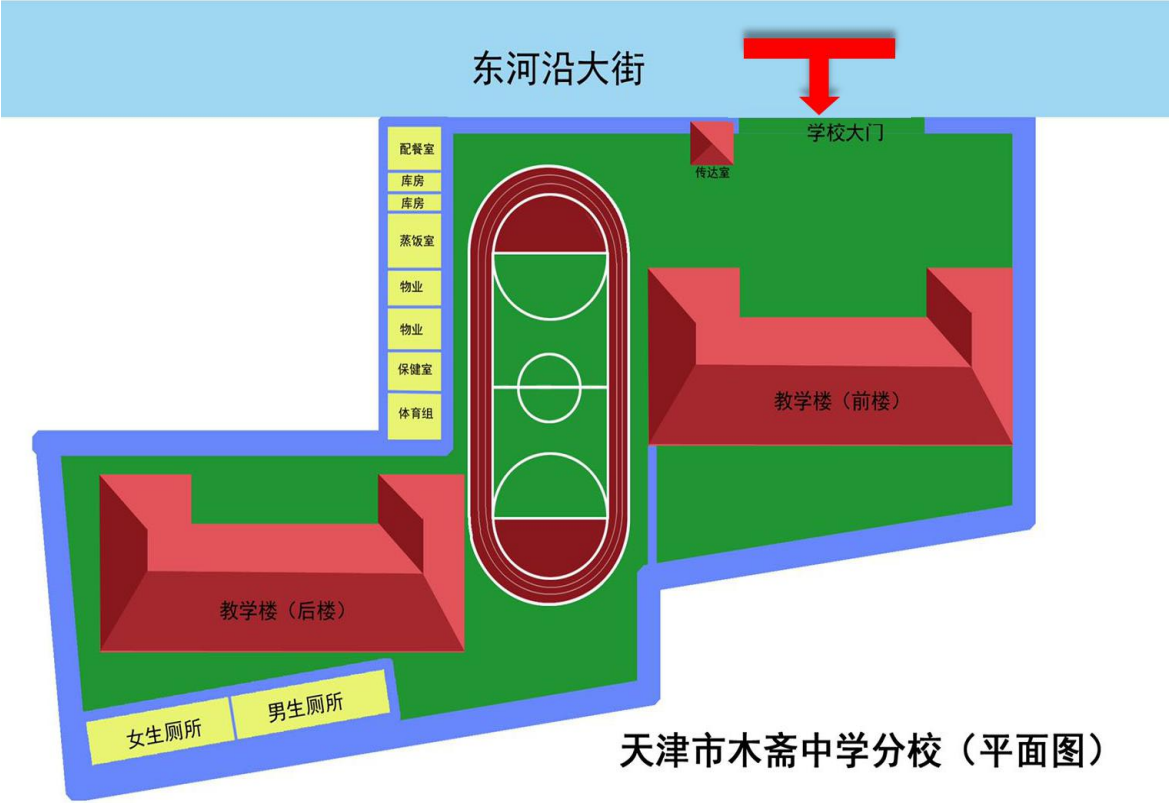 东河沿大街
学校大门
配餐室
传达室
库房
库房
蒸饭室
物业
物业
保健室
体育组
教学楼（前楼）
教学楼（后楼）
女生厕所
男生厕所
天津市木斋中学分校（平面图）